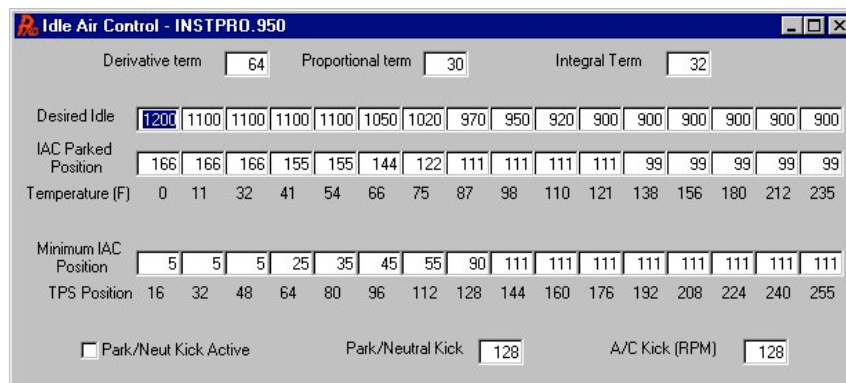 Idle Air Control - INSTPRO.950
Derivative term 64 Proportional term 30 Integral Term 32
Desired Idle 1200 1100 1100 1100 1100 1050 1020 970 950 920 900 900 900 900 900 900
IAC Parked
Position 166 166 166 155 155 144 122 111 111 111 111 99 99 99 99 99
Temperature (F) 0 11 32 41 54 66 75 87 98 110 121 138 156 180 212 235
Minimum IAC
Position 5 5 5 25 35 45 55 90 111 111 111 111 111 111 111 111
TPS Position 16 32 48 64 80 96 112 128 144 160 176 192 208 224 240 255
Park/Neut Kick Active Park/Neutral Kick 128 A/C Kick (RPM) 128